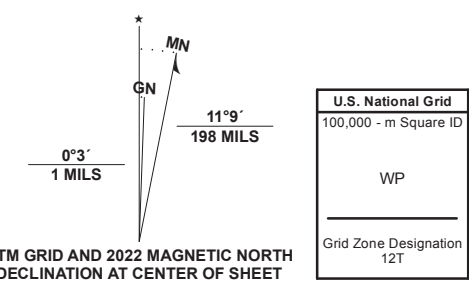 ★
MN
GN
11°9´
198 MILS
0°3´
1 MILS
TM GRID AND 2022 MAGNETIC NORTH
DECLINATION AT CENTER OF SHEET
U.S. National Grid
100,000 - m Square ID
WP
Grid Zone Designation
12T